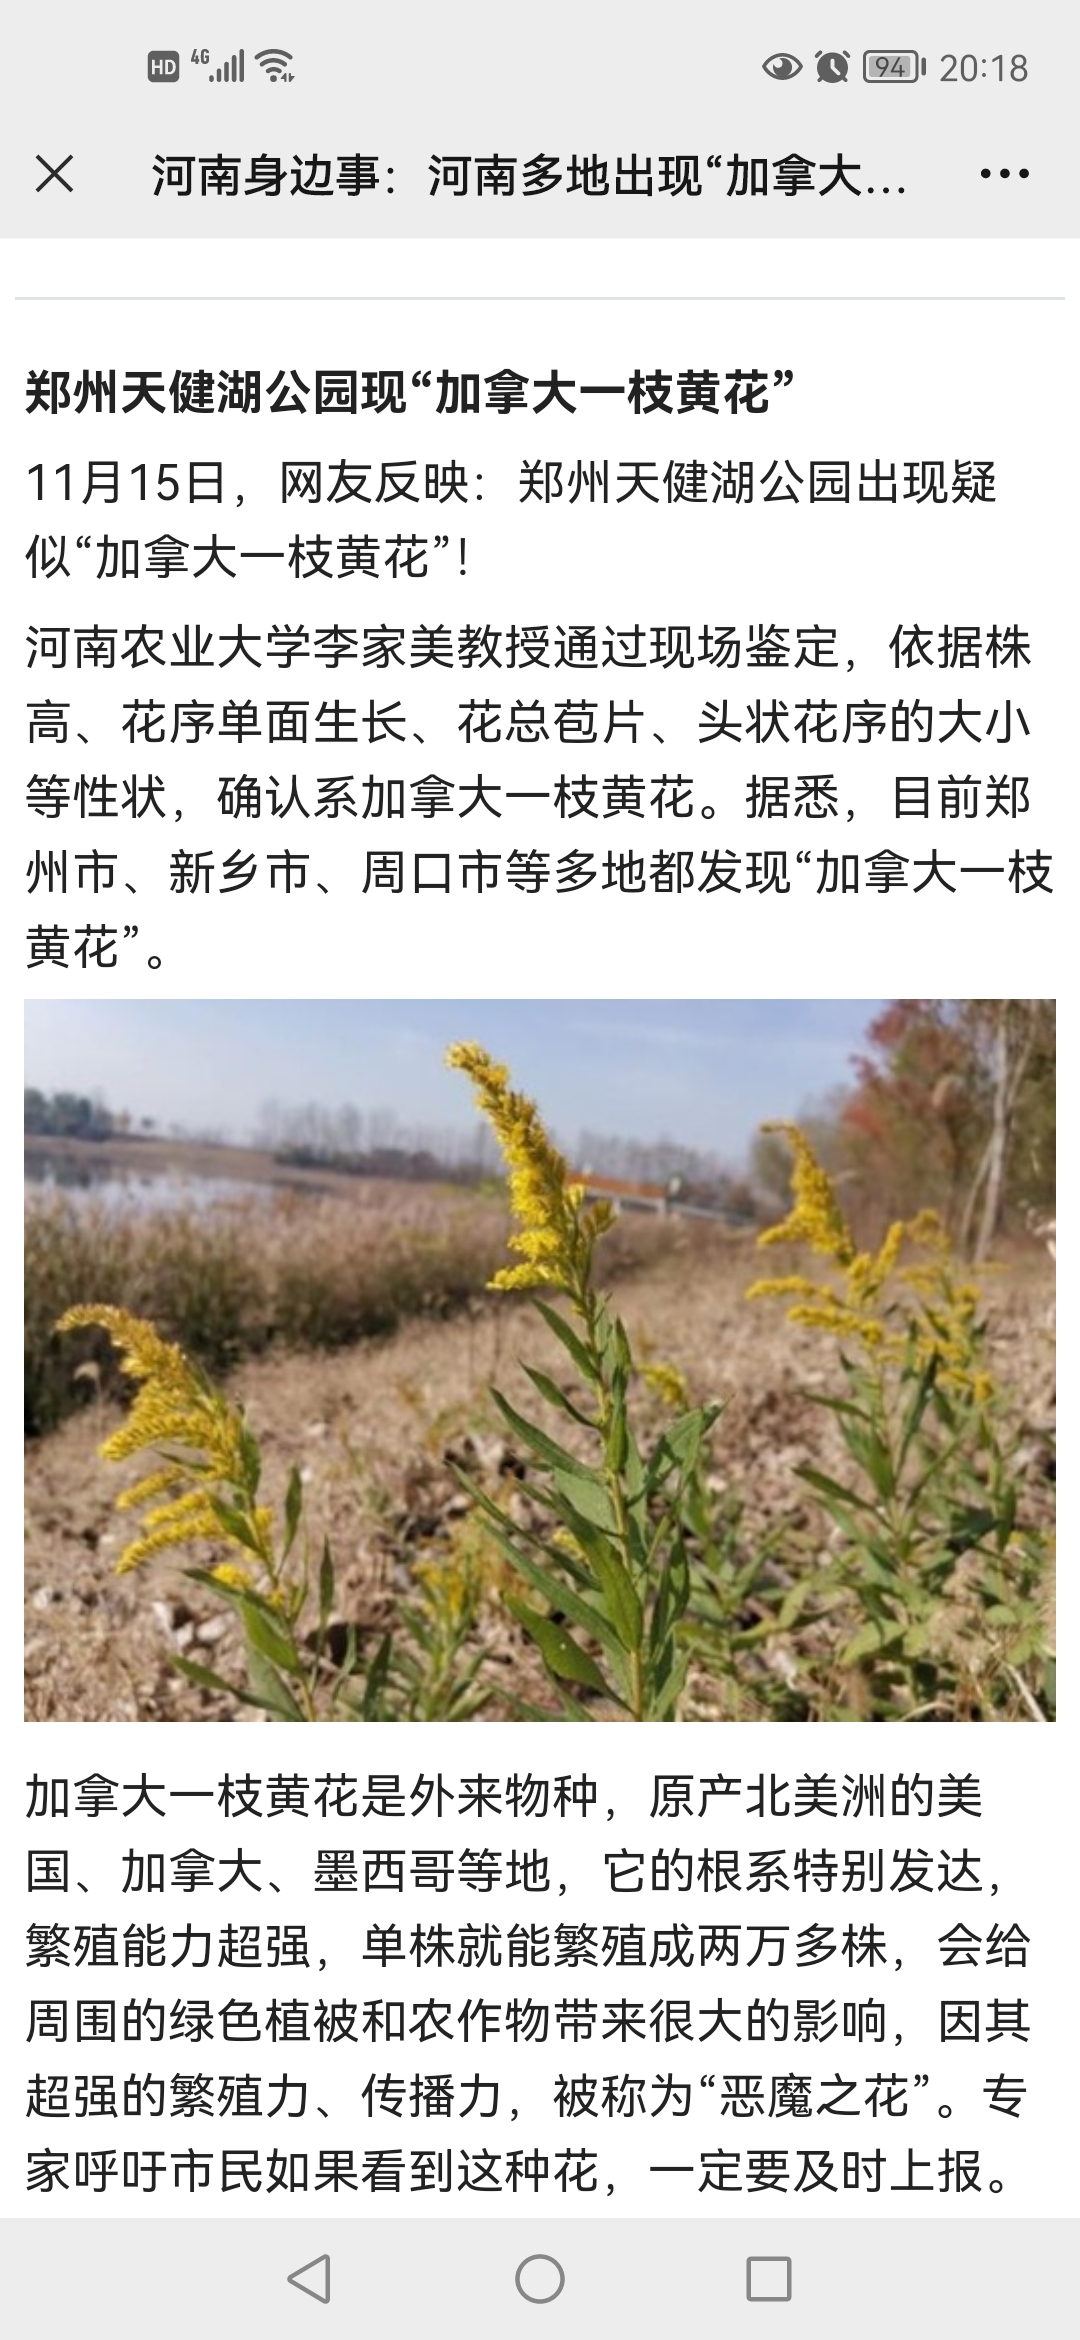 HD 4G 94 20:18
河南身边事：河南多地出现“加拿大...
郑州天健湖公园现“加拿大一枝黄花”
11月15日，网友反映：郑州天健湖公园出现疑
似“加拿大一枝黄花”！
河南农业大学李家美教授通过现场鉴定，依据株
高、花序单面生长、花总苞片、头状花序的大小
等性状，确认系加拿大一枝黄花。据悉，目前郑
州市、新乡市、周口市等多地都发现“加拿大一枝
黄花”。
加拿大一枝黄花是外来物种，原产北美洲的美
国、加拿大、墨西哥等地，它的根系特别发达，
繁殖能力超强，单株就能繁殖成两万多株，会给
周围的绿色植被和农作物带来很大的影响，因其
超强的繁殖力、传播力，被称为“恶魔之花”。专
家呼吁市民如果看到这种花，一定要及时上报。